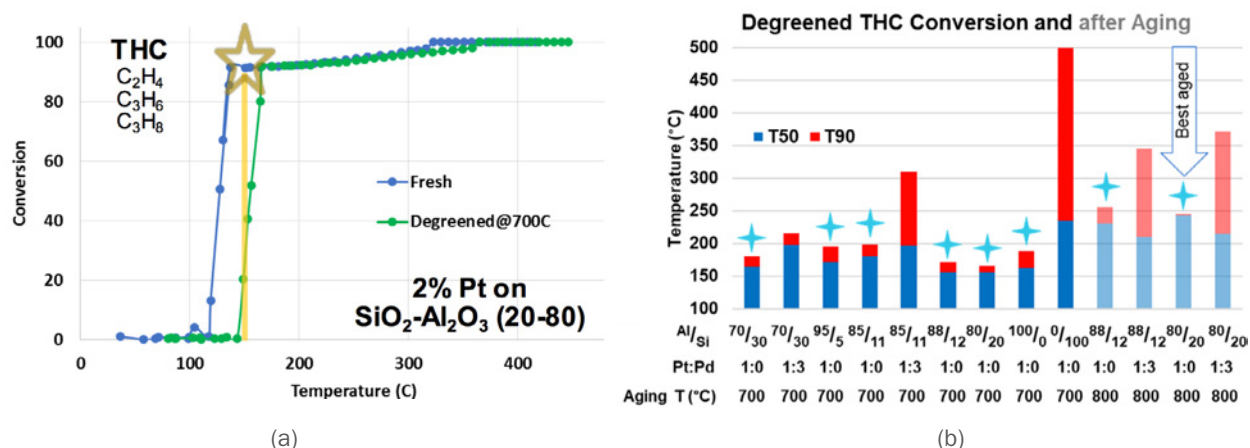 100
80
60
40
20
0
Conversion
THC
C₂H₄
C₃H₆
C₃H₈
Fresh
Degreened@700C
2% Pt on
SiO₂-Al₂O₃ (20-80)
0 100 200 300 400
Temperature (C)
(a)
Degreened THC Conversion and after Aging
500
450
400
350
300
250
200
150
100
Temperature (°C)
T50 T90
Best aged
Al/Si 70/30 70/30 95/5 85/11 85/11 88/12 80/20 100/0 0/100 88/12 88/12 80/20 80/20
Pt:Pd 1:0 1:3 1:0 1:0 1:3 1:0 1:0 1:0 1:0 1:0 1:3 1:0 1:3
Aging T (°C) 700 700 700 700 700 700 700 700 700 800 800 800 800
(b)